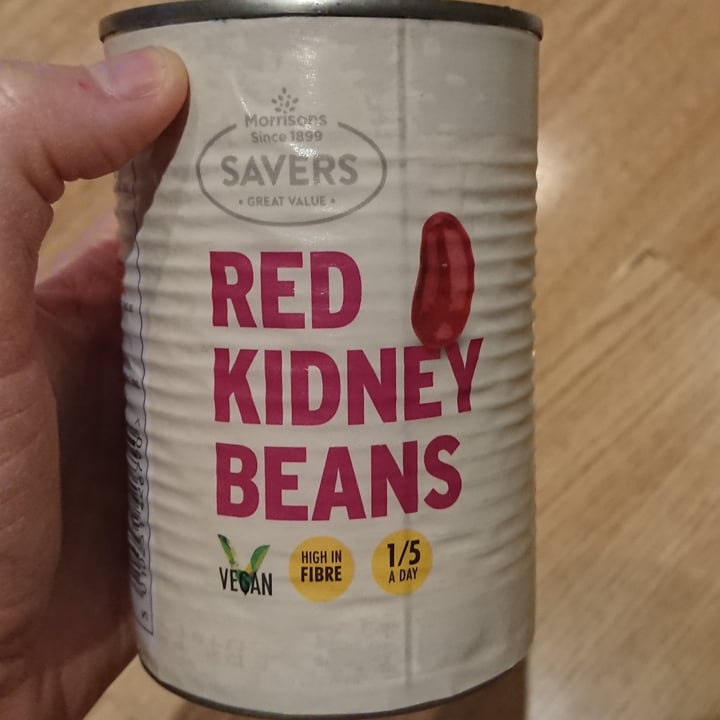 Morrisons
Since 1899
SAVERS
• GREAT VALUE •
RED
KIDNEY
BEANS
VEGAN
HIGH IN
FIBRE
1/5
A DAY